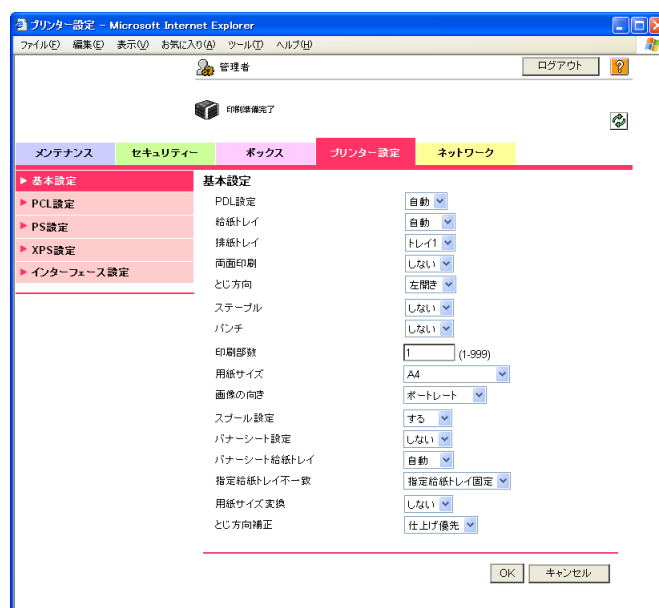 プリンター設定 - Microsoft Internet Explorer
ファイル(F) 編集(E) 表示(V) お気に入り(A) ツール(T) ヘルプ(H)
管理者 ログアウト ?
印刷準備完了
メンテナンス セキュリティー ボックス プリンター設定 ネットワーク
基本設定
PCL設定
PS設定
XPS設定
インターフェース設定
基本設定
PDL設定 自動
給紙トレイ 自動
排紙トレイ トレイ1
両面印刷 しない
とじ方向 左開き
ステープル しない
パンチ しない
印刷部数 1 (1-999)
用紙サイズ A4
画像の向き ポートレート
スプール設定 する
バナーシート設定 しない
バナーシート給紙トレイ 自動
指定給紙トレイ不一致 指定給紙トレイ固定
用紙サイズ変換 しない
とじ方向補正 仕上げ優先
OK キャンセル